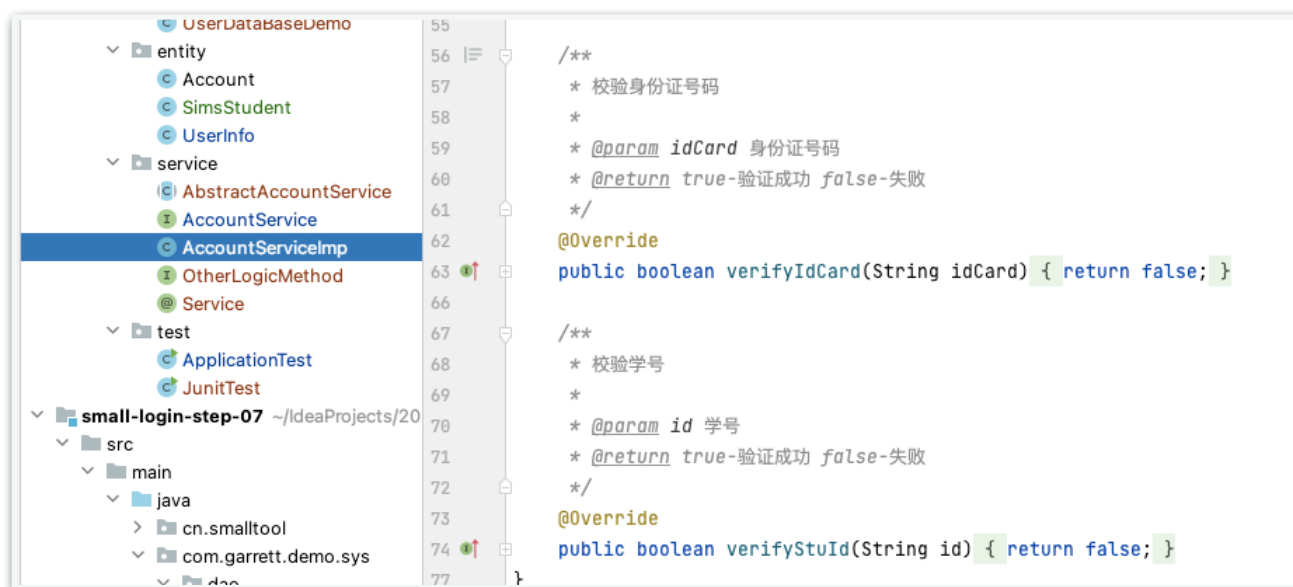 UserDataBaseDemo
entity
Account
SimsStudent
UserInfo
service
AbstractAccountService
AccountService
AccountServiceImp
OtherLogicMethod
Service
test
ApplicationTest
JunitTest
small-login-step-07 ~/IdeaProjects/20
src
main
java
cn.smalltool
com.garrett.demo.sys
dao
55
56 /**
57 * 校验身份证号码
58 *
59 * @param idCard 身份证号码
60 * @return true-验证成功 false-失败
61 */
62 @Override
63 public boolean verifyIdCard(String idCard) { return false; }
66
67 /**
68 * 校验学号
69 *
70 * @param id 学号
71 * @return true-验证成功 false-失败
72 */
73 @Override
74 public boolean verifyStuId(String id) { return false; }
77 }